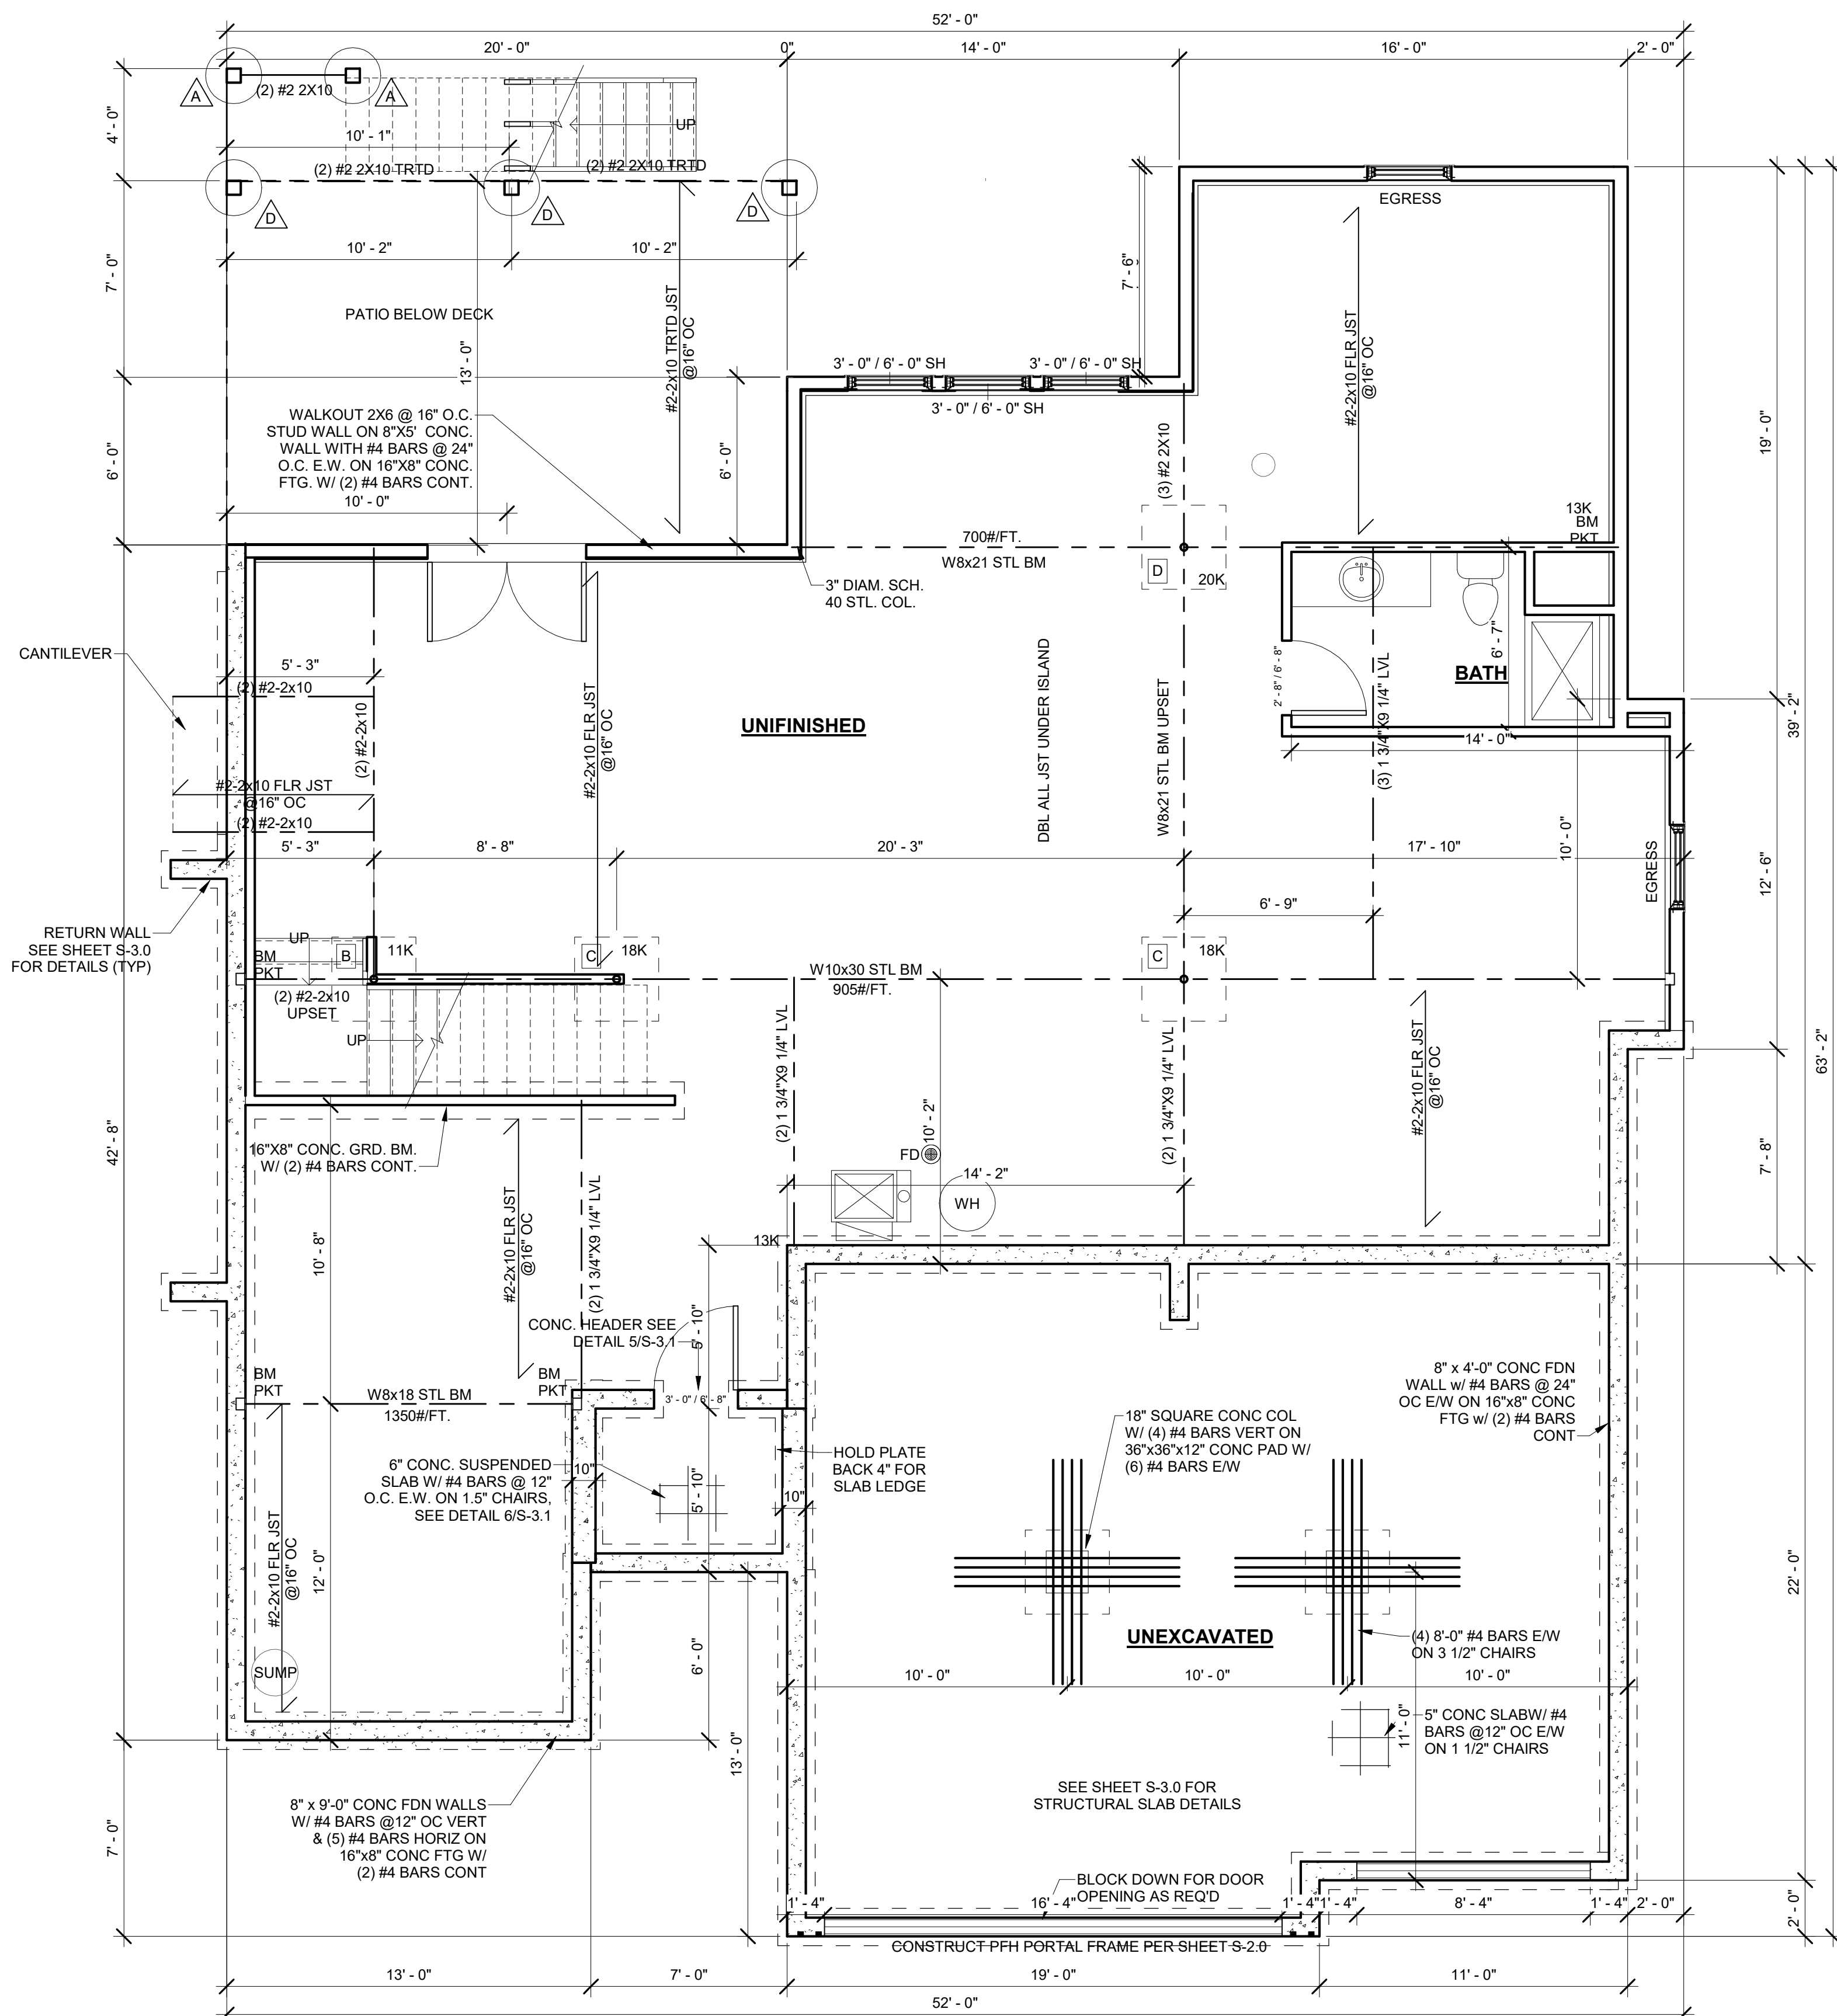 52' - 0"
20' - 0"
0"
14' - 0"
16' - 0"
2' - 0"
4' - 0"
A
(2) #2 2X10
A
UP
10' - 1"
(2) #2 2X10 TRTD
(2) #2 2X10 TRTD
D
D
D
EGRESS
10' - 2"
10' - 2"
7' - 0"
7' - 6"
PATIO BELOW DECK
13' - 0"
#2-2x10 TRTD JST
@16" OC
#2-2x10 FLR JST
@16" OC
3' - 0" / 6' - 0" SH
3' - 0" / 6' - 0" SH
3' - 0" / 6' - 0" SH
WALKOUT 2X6 @ 16" O.C.
STUD WALL ON 8"X5' CONC.
WALL WITH #4 BARS @ 24"
O.C. E.W. ON 16"X8" CONC.
FTG. W/ (2) #4 BARS CONT.
6' - 0"
6' - 0"
(3) #2 2X10
19' - 0"
10' - 0"
13K
BM
PKT
700#/FT.
W8x21 STL BM
D
20K
3" DIAM. SCH.
40 STL. COL.
CANTILEVER
5' - 3"
(2) #2-2x10
(2) #2-2x10
#2-2x10 FLR JST
@16" OC
UNIFINISHED
DBL ALL JST UNDER ISLAND
W8x21 STL BM UPSET
2' - 8" / 6' - 8"
(3) 1 3/4"X9 1/4" LVL
BATH
6' - 7"
14' - 0"
39' - 2"
#2-2x10 FLR JST
@16" OC
(2) #2-2x10
5' - 3"
8' - 8"
20' - 3"
17' - 10"
10' - 0"
EGRESS
12' - 6"
6' - 9"
RETURN WALL
SEE SHEET S-3.0
FOR DETAILS (TYP)
UP
BM
PKT
B
11K
C
18K
C
18K
W10x30 STL BM
905#/FT.
(2) #2-2x10
UPSET
UP
63' - 2"
(2) 1 3/4"X9 1/4" LVL
10' - 2"
(2) 1 3/4"X9 1/4" LVL
#2-2x10 FLR JST
@16" OC
42' - 8"
16"X8" CONC. GRD. BM.
W/ (2) #4 BARS CONT.
FD
14' - 2"
WH
7' - 8"
10' - 8"
#2-2x10 FLR JST
@16" OC
(2) 1 3/4"X9 1/4" LVL
13K
CONC. HEADER SEE
DETAIL 5/S-3.1
5' - 10"
BM
PKT
W8x18 STL BM
1350#/FT.
BM
PKT
3' - 0" / 6' - 8"
8" x 4'-0" CONC FDN
WALL w/ #4 BARS @ 24"
OC E/W ON 16"x8" CONC
FTG w/ (2) #4 BARS
CONT
18" SQUARE CONC COL
W/ (4) #4 BARS VERT ON
36"x36"x12" CONC PAD W/
(6) #4 BARS E/W
HOLD PLATE
BACK 4" FOR
SLAB LEDGE
6" CONC. SUSPENDED
SLAB W/ #4 BARS @ 12"
O.C. E.W. ON 1.5" CHAIRS,
SEE DETAIL 6/S-3.1
10"
5' - 10"
10"
#2-2x10 FLR JST
@16" OC
12' - 0"
22' - 0"
UNEXCAVATED
(4) 8'-0" #4 BARS E/W
ON 3 1/2" CHAIRS
SUMP
6' - 0"
10' - 0"
10' - 0"
10' - 0"
11' - 0"
5" CONC SLABW/ #4
BARS @12" OC E/W
ON 1 1/2" CHAIRS
13' - 0"
SEE SHEET S-3.0 FOR
STRUCTURAL SLAB DETAILS
8" x 9'-0" CONC FDN WALLS
W/ #4 BARS @12" OC VERT
& (5) #4 BARS HORIZ ON
16"x8" CONC FTG W/
(2) #4 BARS CONT
7' - 0"
BLOCK DOWN FOR DOOR
OPENING AS REQ'D
1' - 4"
16' - 4"
1' - 4"
1' - 4"
8' - 4"
1' - 4"
2' - 0"
2' - 0"
CONSTRUCT PFH PORTAL FRAME PER SHEET S-2.0
13' - 0"
7' - 0"
19' - 0"
11' - 0"
52' - 0"